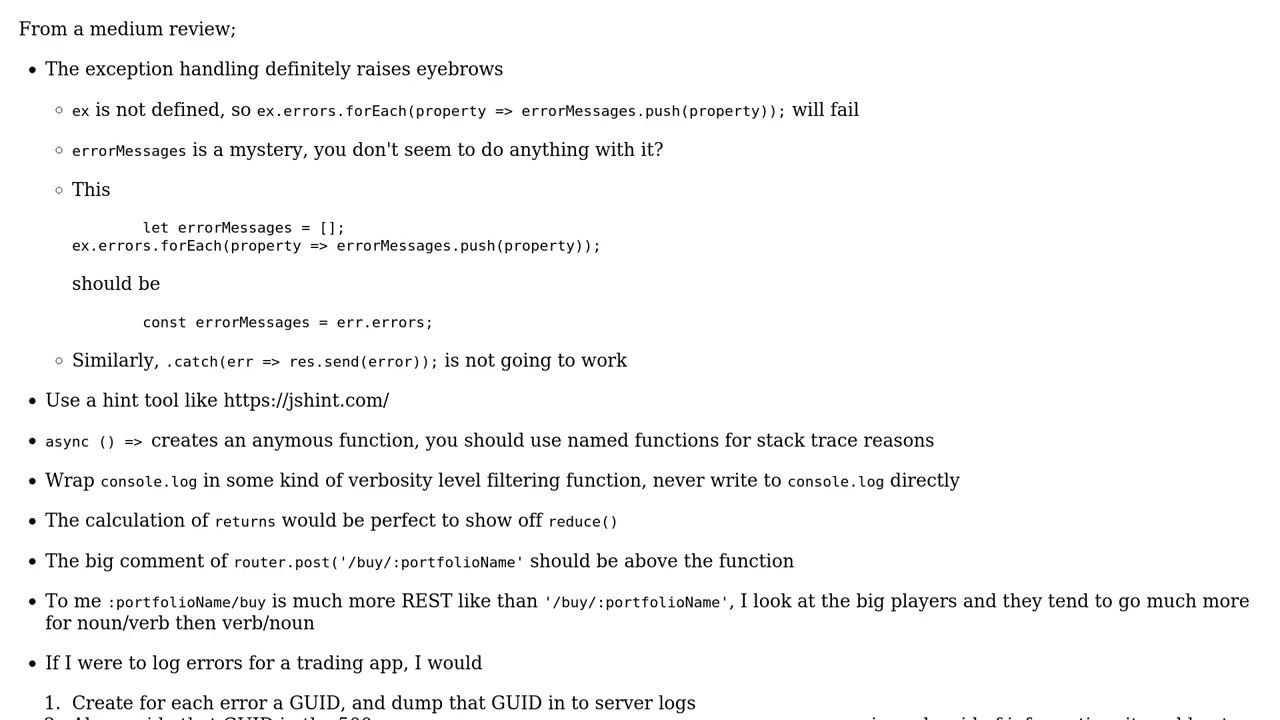 From a medium review;
The exception handling definitely raises eyebrows
ex is not defined, so ex.errors.forEach(property => errorMessages.push(property)); will fail
errorMessages is a mystery, you don't seem to do anything with it?
This
let errorMessages = [];
ex.errors.forEach(property => errorMessages.push(property));
should be
const errorMessages = err.errors;
Similarly, .catch(err => res.send(error)); is not going to work
Use a hint tool like https://jshint.com/
async () => creates an anymous function, you should use named functions for stack trace reasons
Wrap console.log in some kind of verbosity level filtering function, never write to console.log directly
The calculation of returns would be perfect to show off reduce()
The big comment of router.post('/buy/:portfolioName' should be above the function
To me :portfolioName/buy is much more REST like than '/buy/:portfolioName', I look at the big players and they tend to go much more
for noun/verb then verb/noun
If I were to log errors for a trading app, I would
1. Create for each error a GUID, and dump that GUID in to server logs